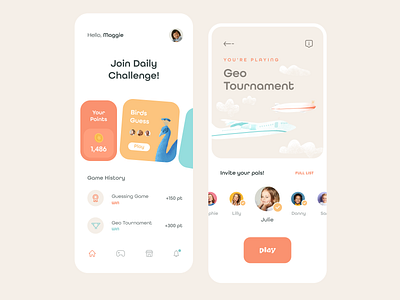 Hello, Maggie
Join Daily
Challenge!
Your
Points
1,486
Birds
Guess
Play
Game History
Guessing Game
+150 pt
Geo Tournament
+300 pt
YOU'RE PLAYING
Geo
Tournament
Invite your pals!
FULL LIST
Lilly
Julie
Danny
play